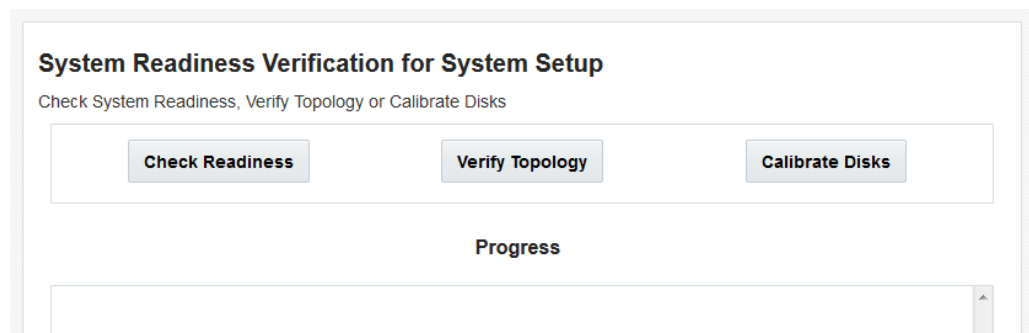 System Readiness Verification for System Setup
Check System Readiness, Verify Topology or Calibrate Disks
Check Readiness Verify Topology Calibrate Disks
Progress